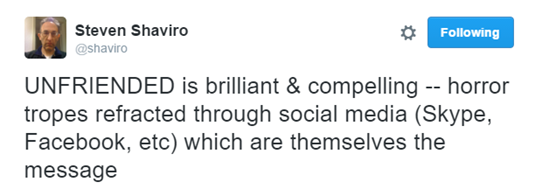 Steven Shaviro
@shaviro
Following
UNFRIENDED is brilliant & compelling -- horror
tropes refracted through social media (Skype,
Facebook, etc) which are themselves the
message